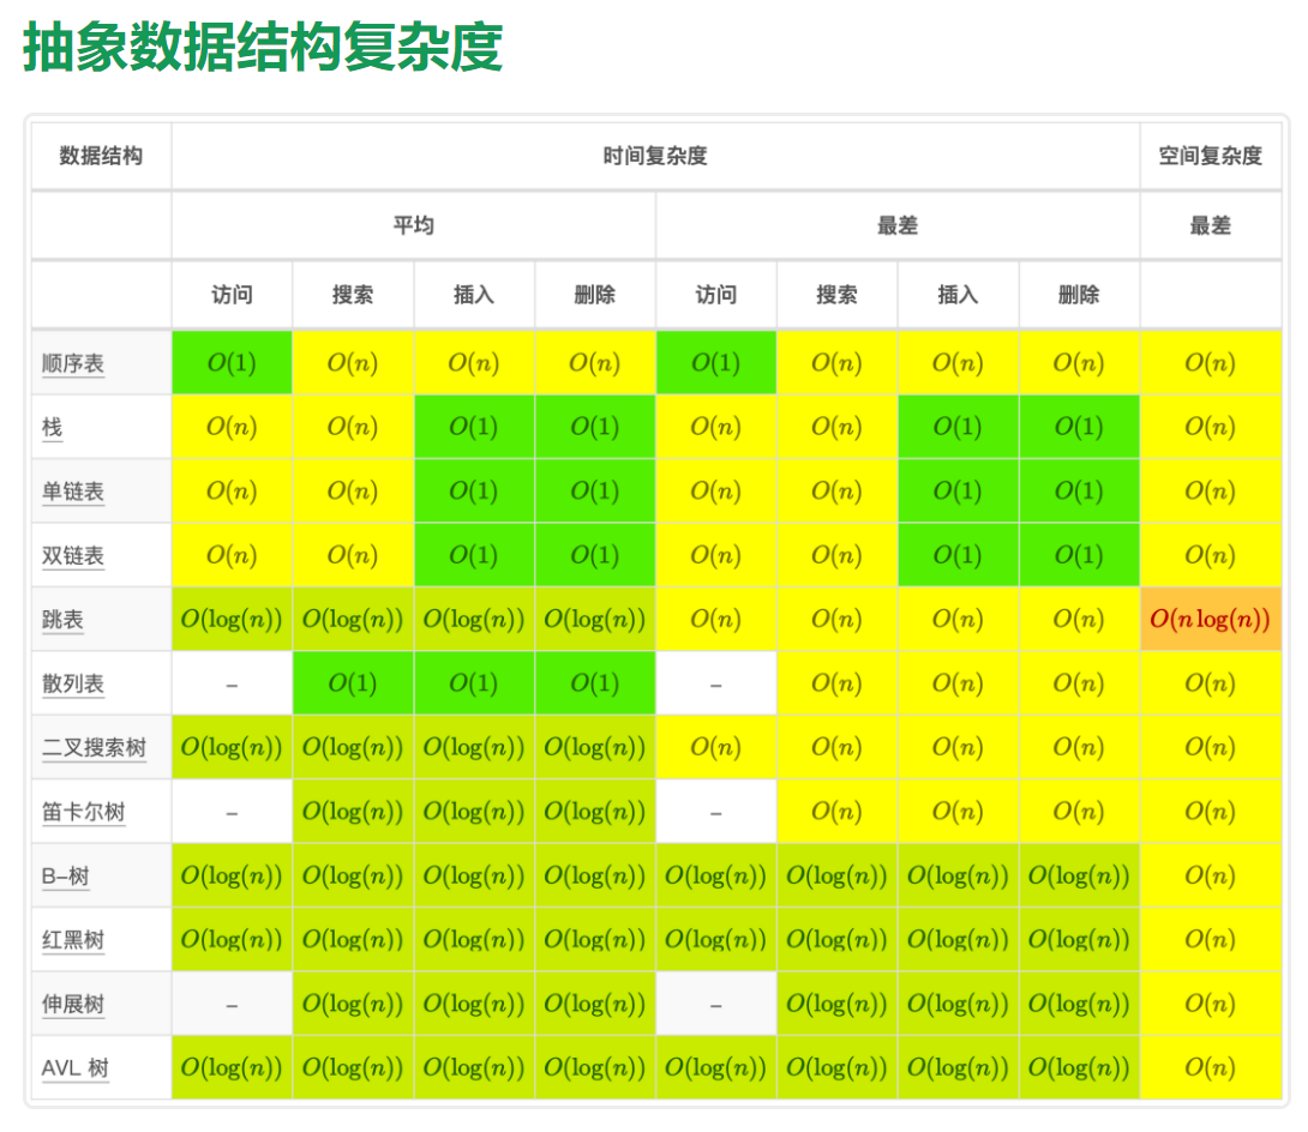 抽象数据结构复杂度
数据结构 时间复杂度 空间复杂度
平均 最差 最差
访问 搜索 插入 删除 访问 搜索 插入 删除
顺序表 O(1) O(n) O(n) O(n) O(1) O(n) O(n) O(n) O(n)
栈 O(n) O(n) O(1) O(1) O(n) O(n) O(1) O(1) O(n)
单链表 O(n) O(n) O(1) O(1) O(n) O(n) O(1) O(1) O(n)
双链表 O(n) O(n) O(1) O(1) O(n) O(n) O(1) O(1) O(n)
跳表 O(log(n)) O(log(n)) O(log(n)) O(log(n)) O(n) O(n) O(n) O(n) O(n log(n))
散列表 – O(1) O(1) O(1) – O(n) O(n) O(n) O(n)
二叉搜索树 O(log(n)) O(log(n)) O(log(n)) O(log(n)) O(n) O(n) O(n) O(n) O(n)
笛卡尔树 – O(log(n)) O(log(n)) O(log(n)) – O(n) O(n) O(n) O(n)
B-树 O(log(n)) O(log(n)) O(log(n)) O(log(n)) O(log(n)) O(log(n)) O(log(n)) O(log(n)) O(n)
红黑树 O(log(n)) O(log(n)) O(log(n)) O(log(n)) O(log(n)) O(log(n)) O(log(n)) O(log(n)) O(n)
伸展树 – O(log(n)) O(log(n)) O(log(n)) – O(log(n)) O(log(n)) O(log(n)) O(n)
AVL 树 O(log(n)) O(log(n)) O(log(n)) O(log(n)) O(log(n)) O(log(n)) O(log(n)) O(log(n)) O(n)